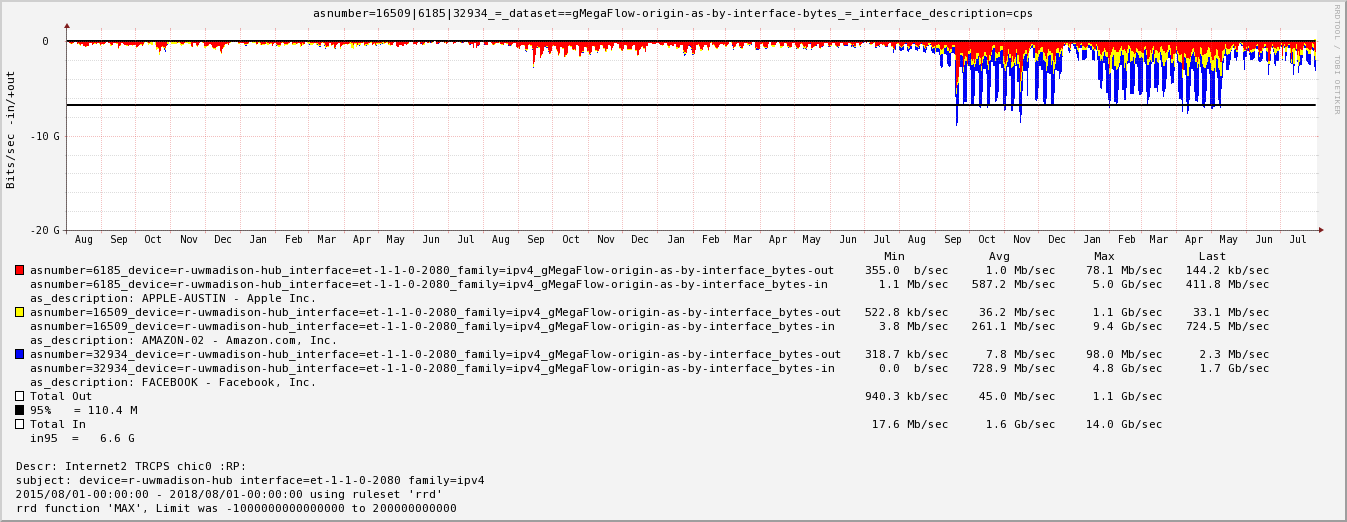 asnumber=16509|6185|32934_=_dataset==gMegaFlow-origin-as-by-interface-bytes_=_interface_description=cps
RRDTOOL / TOBI OETIKER
Bits/sec -in/+out
0
-10 G
-20 G
Aug Sep Oct Nov Dec Jan Feb Mar Apr May Jun Jul Aug Sep Oct Nov Dec Jan Feb Mar Apr May Jun Jul Aug Sep Oct Nov Dec Jan Feb Mar Apr May Jun Jul
Min Avg Max Last
asnumber=6185_device=r-uwmadison-hub_interface=et-1-1-0-2080_family=ipv4_gMegaFlow-origin-as-by-interface_bytes-out 355.0 b/sec 1.0 Mb/sec 78.1 Mb/sec 144.2 kb/sec
asnumber=6185_device=r-uwmadison-hub_interface=et-1-1-0-2080_family=ipv4_gMegaFlow-origin-as-by-interface_bytes-in 1.1 Mb/sec 587.2 Mb/sec 5.0 Gb/sec 411.8 Mb/sec
as_description: APPLE-AUSTIN - Apple Inc.
asnumber=16509_device=r-uwmadison-hub_interface=et-1-1-0-2080_family=ipv4_gMegaFlow-origin-as-by-interface_bytes-out 522.8 kb/sec 36.2 Mb/sec 1.1 Gb/sec 33.1 Mb/sec
asnumber=16509_device=r-uwmadison-hub_interface=et-1-1-0-2080_family=ipv4_gMegaFlow-origin-as-by-interface_bytes-in 3.8 Mb/sec 261.1 Mb/sec 9.4 Gb/sec 724.5 Mb/sec
as_description: AMAZON-02 - Amazon.com, Inc.
asnumber=32934_device=r-uwmadison-hub_interface=et-1-1-0-2080_family=ipv4_gMegaFlow-origin-as-by-interface_bytes-out 318.7 kb/sec 7.8 Mb/sec 98.0 Mb/sec 2.3 Mb/sec
asnumber=32934_device=r-uwmadison-hub_interface=et-1-1-0-2080_family=ipv4_gMegaFlow-origin-as-by-interface_bytes-in 0.0 b/sec 728.9 Mb/sec 4.8 Gb/sec 1.7 Gb/sec
as_description: FACEBOOK - Facebook, Inc.
Total Out 940.3 kb/sec 45.0 Mb/sec 1.1 Gb/sec
95% = 110.4 M
Total In 17.6 Mb/sec 1.6 Gb/sec 14.0 Gb/sec
in95 = 6.6 G
Descr: Internet2 TRCPS chic0 :RP:
subject: device=r-uwmadison-hub interface=et-1-1-0-2080 family=ipv4
2015/08/01-00:00:00 - 2018/08/01-00:00:00 using ruleset 'rrd'
rrd function 'MAX', Limit was -1000000000000000 to 200000000000